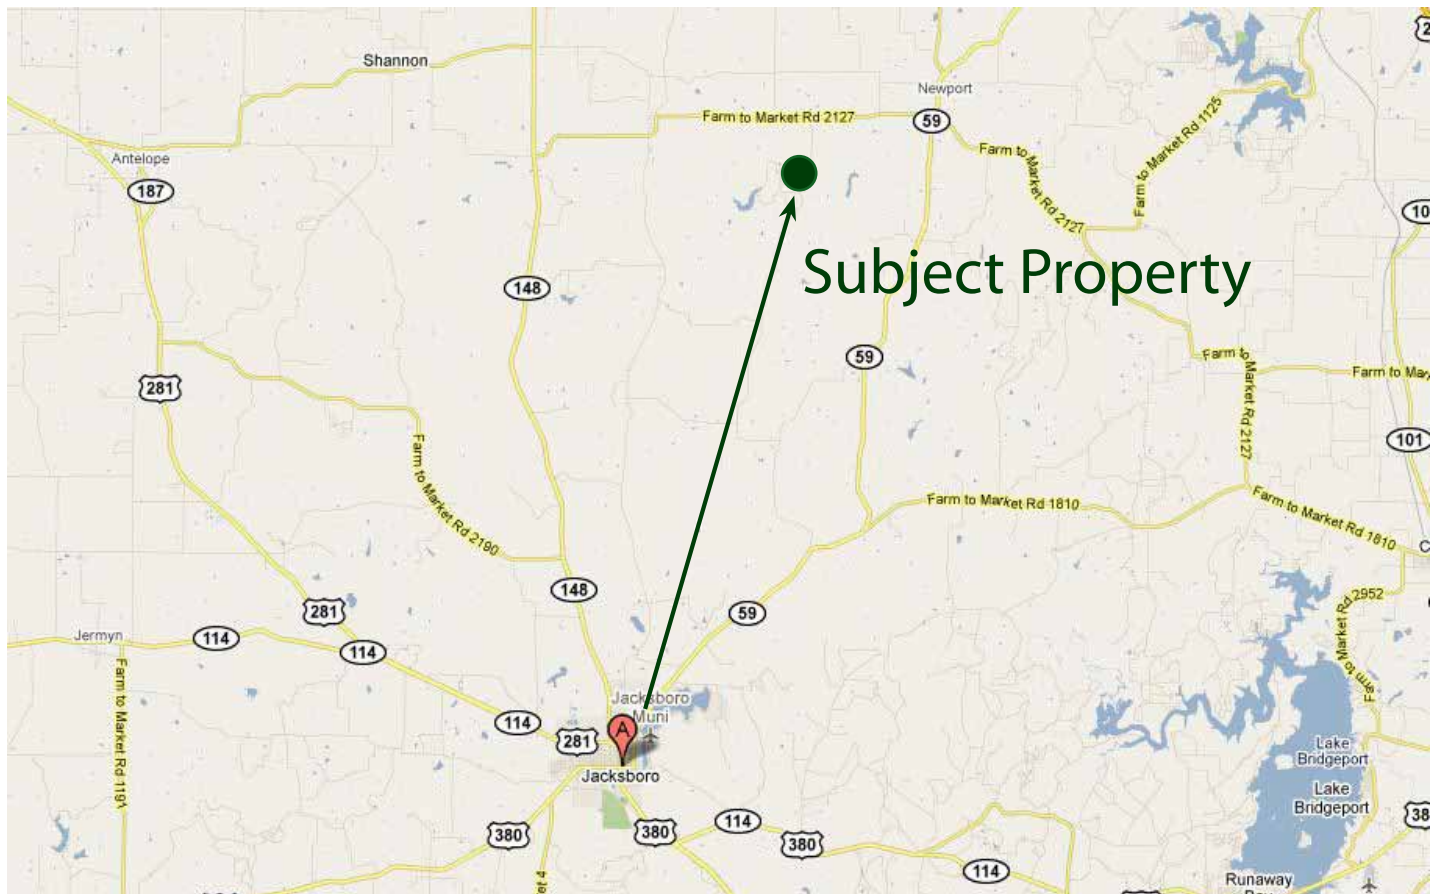 Shannon
Newport
Farm to Market Rd 2127
59
Farm to Market Rd 1125
Antelope
187
Farm to Market Rd 2127
10
Subject Property
148
59
Farm to Market Rd 2127
Farm to Mar
281
101
Farm to Market Rd 2190
Farm to Market Rd 1810
Farm to Market Rd 1810
C
148
Farm to Market Rd 2952
281
59
Jermyn
114
114
Farm to Market Rd 1191
Jacksboro
Muni
114
281
A
Jacksboro
Lake
Bridgeport
Lake
Bridgeport
380
380
114
380
38
114
Runaway